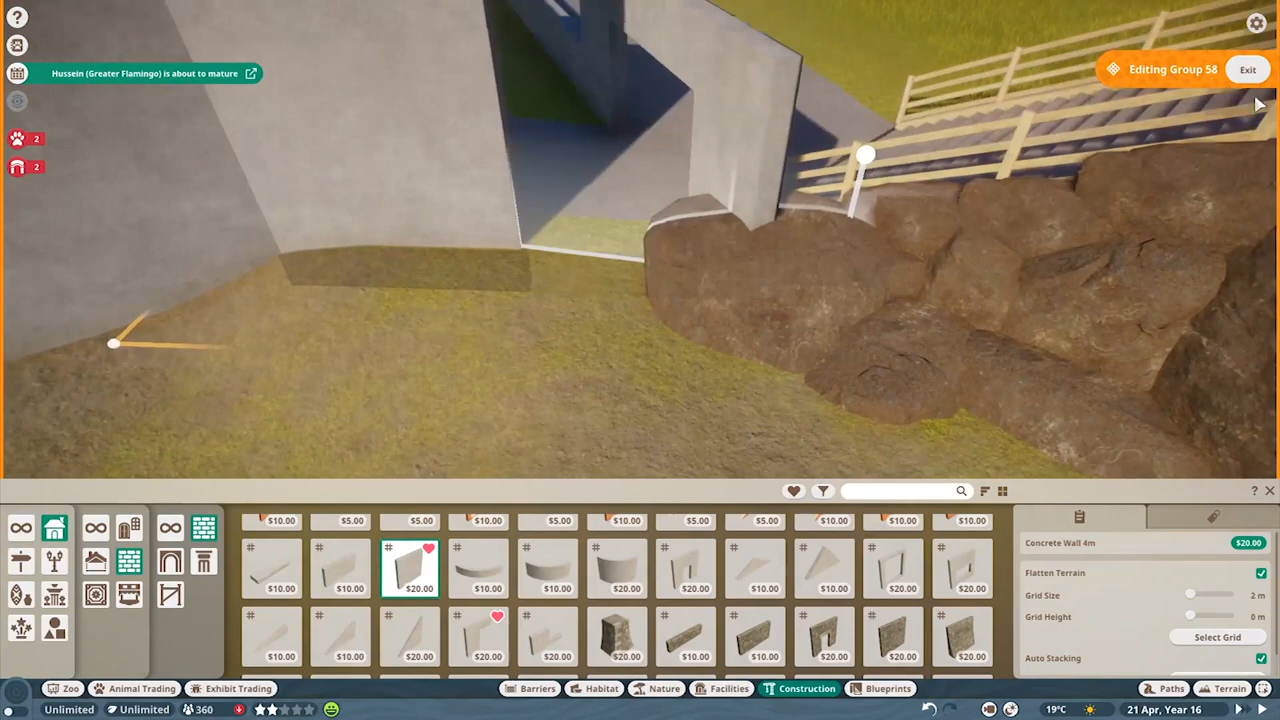 ?
Hussein (Greater Flamingo) is about to mature
Editing Group 58
Exit
2
2
?
$10.00 $5.00 $5.00 $10.00 $10.00 $10.00 $5.00 $5.00 $10.00 $10.00 $10.00
$10.00 $10.00 $20.00 $10.00 $10.00 $20.00 $10.00 $10.00 $10.00 $20.00 $10.00
$10.00 $10.00 $20.00 $20.00 $20.00 $20.00 $10.00 $10.00 $20.00 $20.00 $20.00
Concrete Wall 4m $20.00
Flatten Terrain
Grid Size 2 m
Grid Height 0 m
Select Grid
Auto Stacking
Zoo Animal Trading Exhibit Trading Barriers Habitat Nature Facilities Construction Blueprints Paths Terrain
Unlimited Unlimited 360 19°C 21 Apr, Year 16